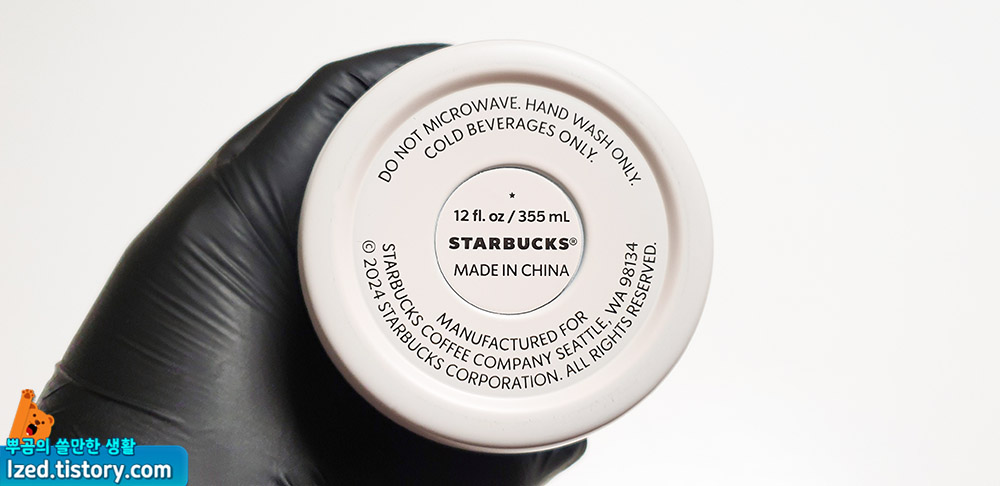 DO NOT MICROWAVE. HAND WASH ONLY.
COLD BEVERAGES ONLY.
12 fl. oz / 355 mL
STARBUCKS®
MADE IN CHINA
MANUFACTURED FOR
STARBUCKS COFFEE COMPANY SEATTLE, WA 98134
© 2024 STARBUCKS CORPORATION. ALL RIGHTS RESERVED.
뿌곰의 쓸만한 생활
lzed.tistory.com